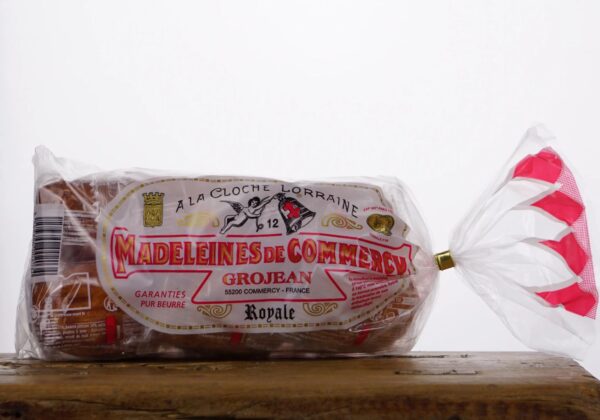 A LA CLOCHE LORRAINE
12
MADELEINES DE COMMERCY
GROJEAN
55200 COMMERCY - FRANCE
GARANTIES
PUR BEURRE
Royale